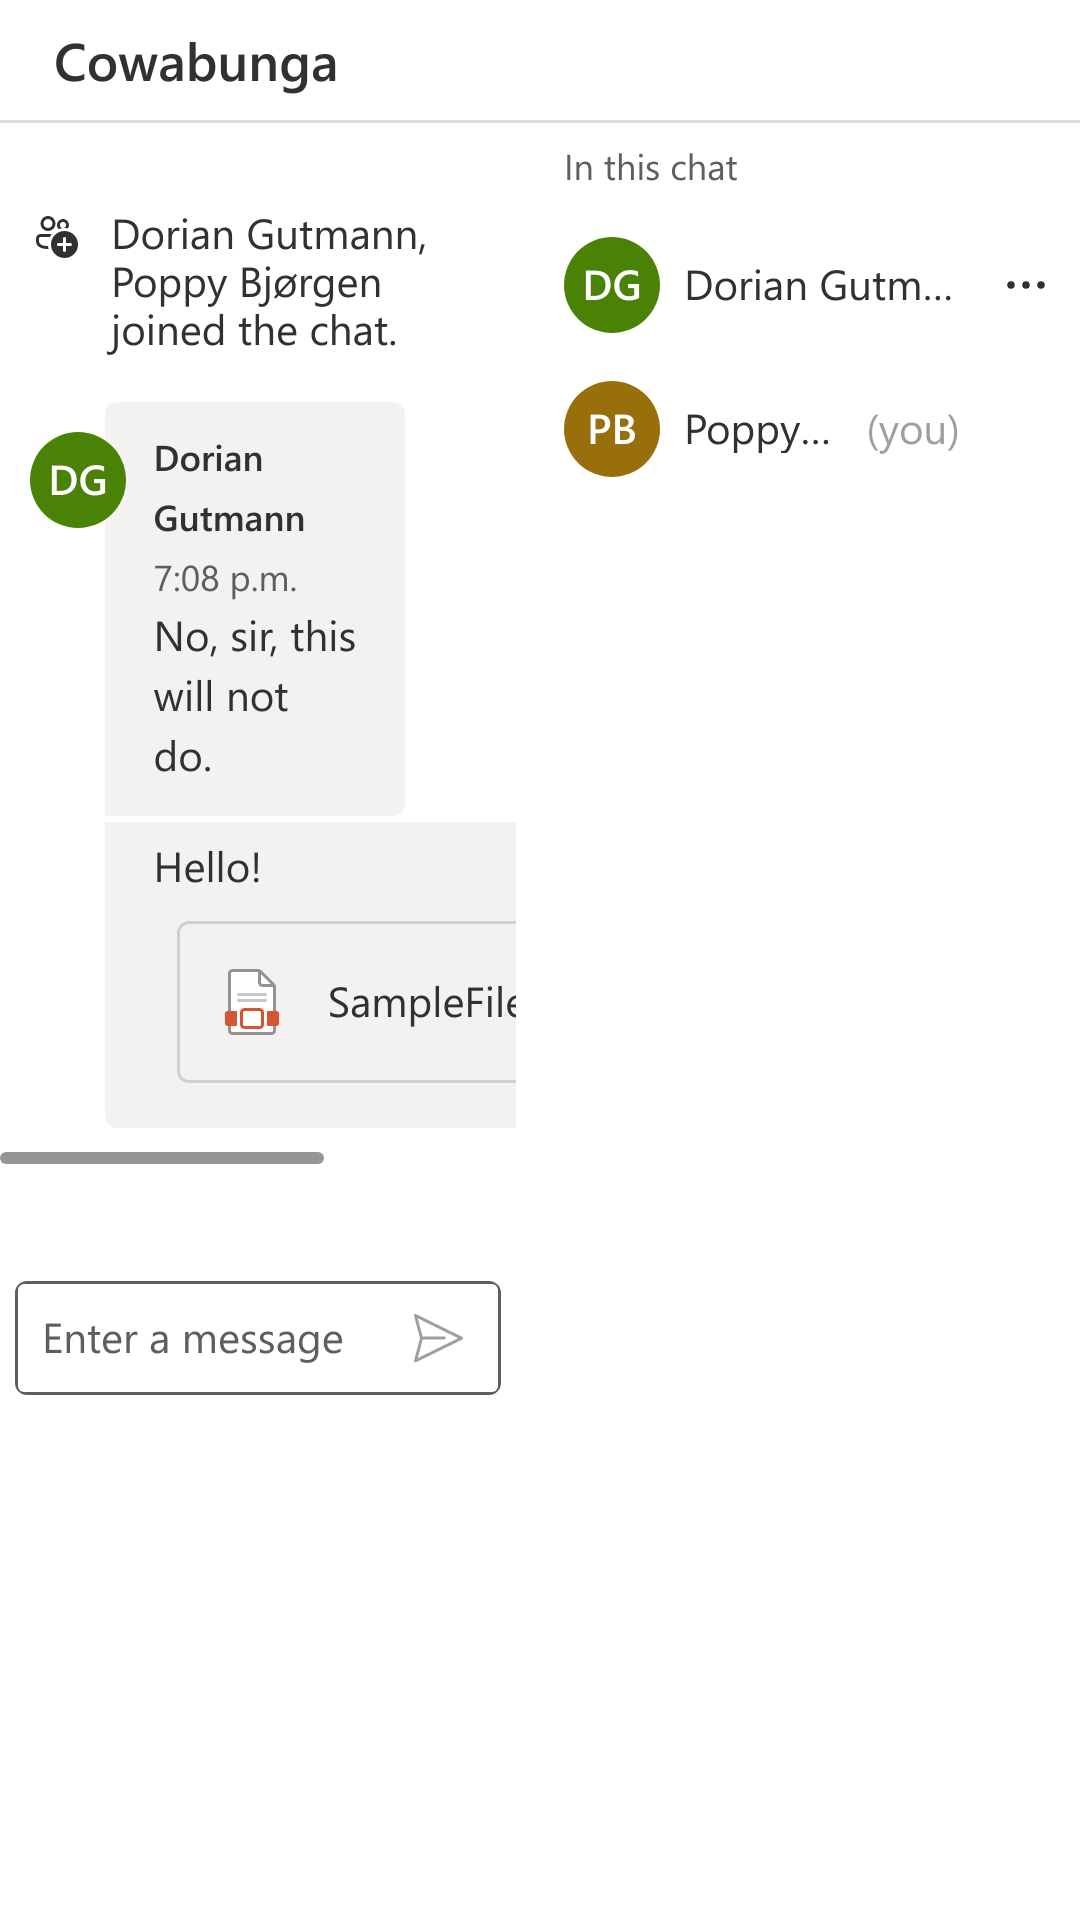 Cowabunga
Dorian Gutmann,
Poppy Bjørgen
joined the chat.
DG
Dorian
Gutmann
7:08 p.m.
No, sir, this
will not
do.
Hello!
SampleFile
Enter a message
In this chat
DG Dorian Gutm...
PB Poppy... (you)